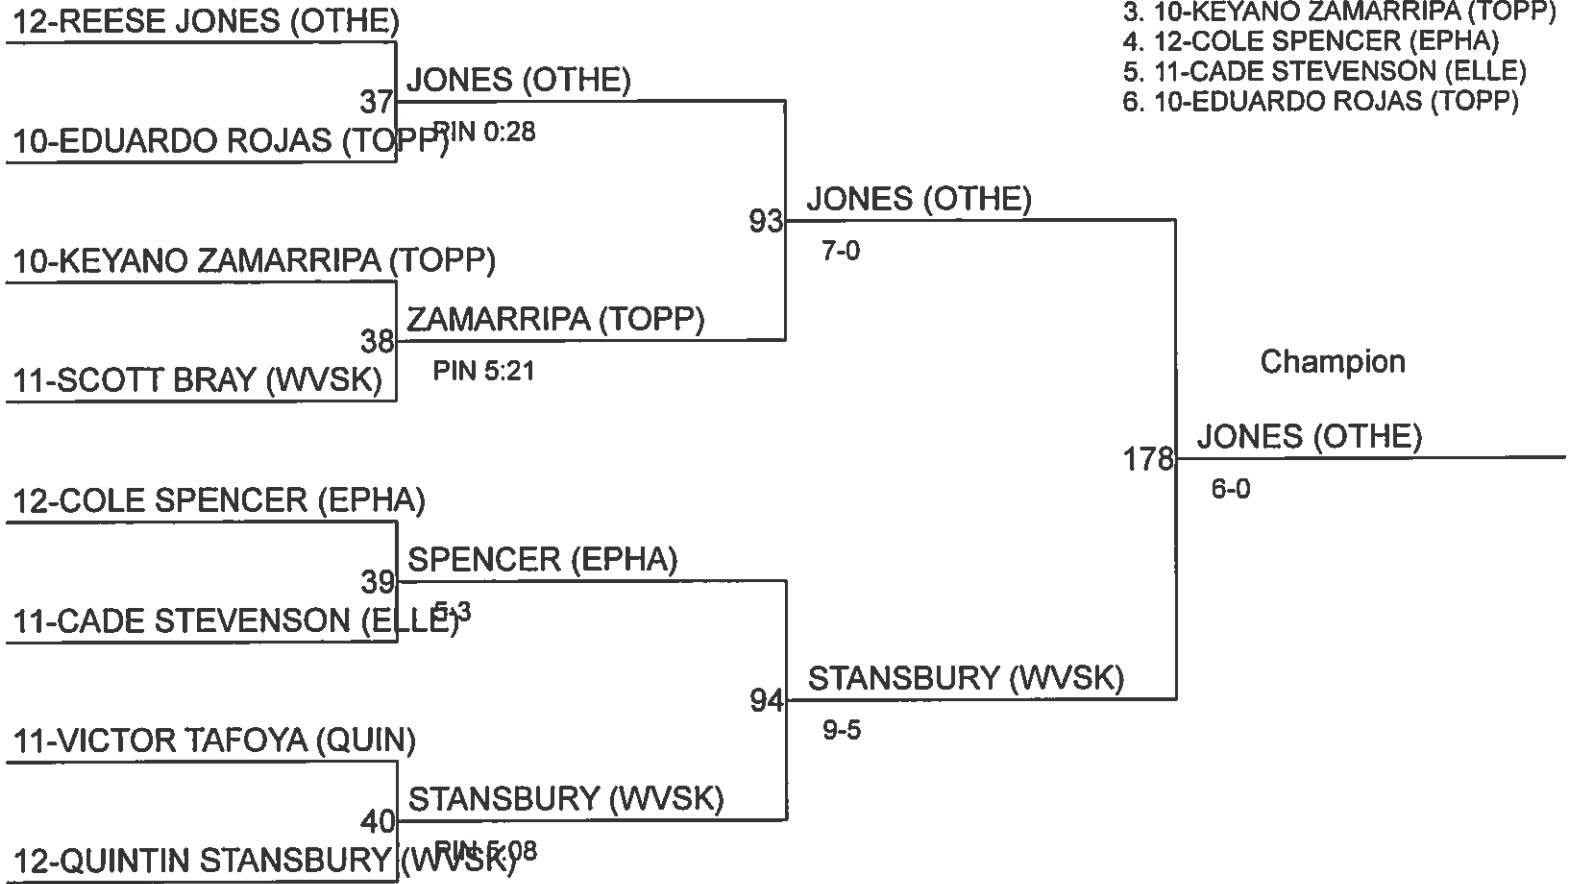 12-REESE JONES (OTHE)
37
JONES (OTHE)
PIN 0:28
10-EDUARDO ROJAS (TOPP)
93
JONES (OTHE)
7-0
10-KEYANO ZAMARRIPA (TOPP)
38
ZAMARRIPA (TOPP)
PIN 5:21
11-SCOTT BRAY (WVSK)
Champion
178
JONES (OTHE)
6-0
12-COLE SPENCER (EPHA)
39
SPENCER (EPHA)
5-3
11-CADE STEVENSON (ELLE)
94
STANSBURY (WVSK)
9-5
11-VICTOR TAFOYA (QUIN)
40
STANSBURY (WVSK)
PIN 5:08
12-QUINTIN STANSBURY (WVSK)
3. 10-KEYANO ZAMARRIPA (TOPP)
4. 12-COLE SPENCER (EPHA)
5. 11-CADE STEVENSON (ELLE)
6. 10-EDUARDO ROJAS (TOPP)